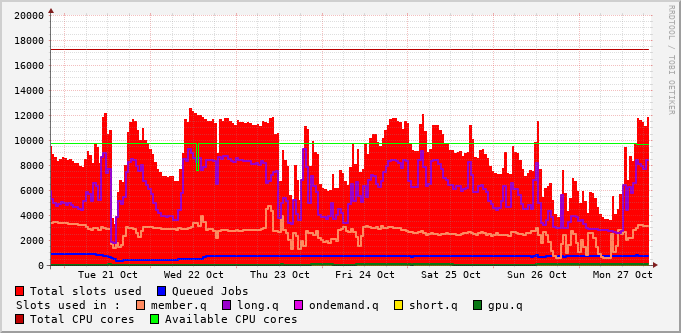 20000
18000
16000
14000
12000
10000
8000
6000
4000
2000
0
Tue 21 Oct Wed 22 Oct Thu 23 Oct Fri 24 Oct Sat 25 Oct Sun 26 Oct Mon 27 Oct
RRDTOOL / TOBI OETIKER
Total slots used Queued Jobs
Slots used in : member.q long.q ondemand.q short.q gpu.q
Total CPU cores Available CPU cores